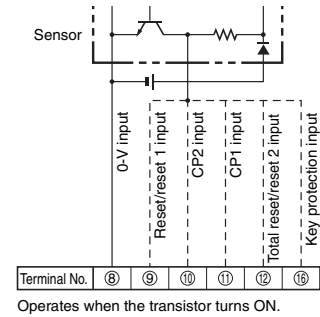 Sensor
0-V input
Reset/reset 1 input
CP2 input
CP1 input
Total reset/reset 2 input
Key protection input
Terminal No. ⑧ ⑨ ⑩ ⑪ ⑫ ⑯
Operates when the transistor turns ON.